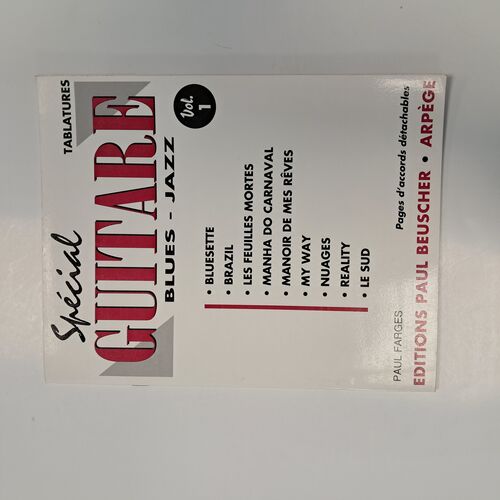 Spécial
TABLATURES
GUITARE
BLUES - JAZZ
Vol.
1
• BLUESETTE
• BRAZIL
• LES FEUILLES MORTES
• MANHA DO CARNAVAL
• MANOIR DE MES RÊVES
• MY WAY
• NUAGES
• REALITY
• LE SUD
PAUL FARGES
Pages d'accords détachables
EDITIONS PAUL BEUSCHER • ARPÈGE